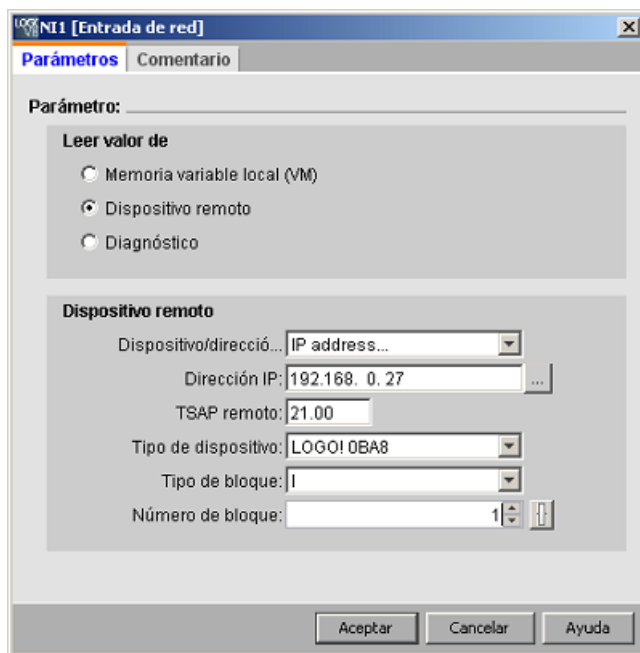 NI1 [Entrada de red]
Parámetros Comentario
Parámetro:
Leer valor de
Memoria variable local (VM)
Dispositivo remoto
Diagnóstico
Dispositivo remoto
Dispositivo/direcció... IP address...
Dirección IP: 192.168. 0. 27 ...
TSAP remoto: 21.00
Tipo de dispositivo: LOGO! 0BA8
Tipo de bloque: I
Número de bloque: 1
Aceptar Cancelar Ayuda